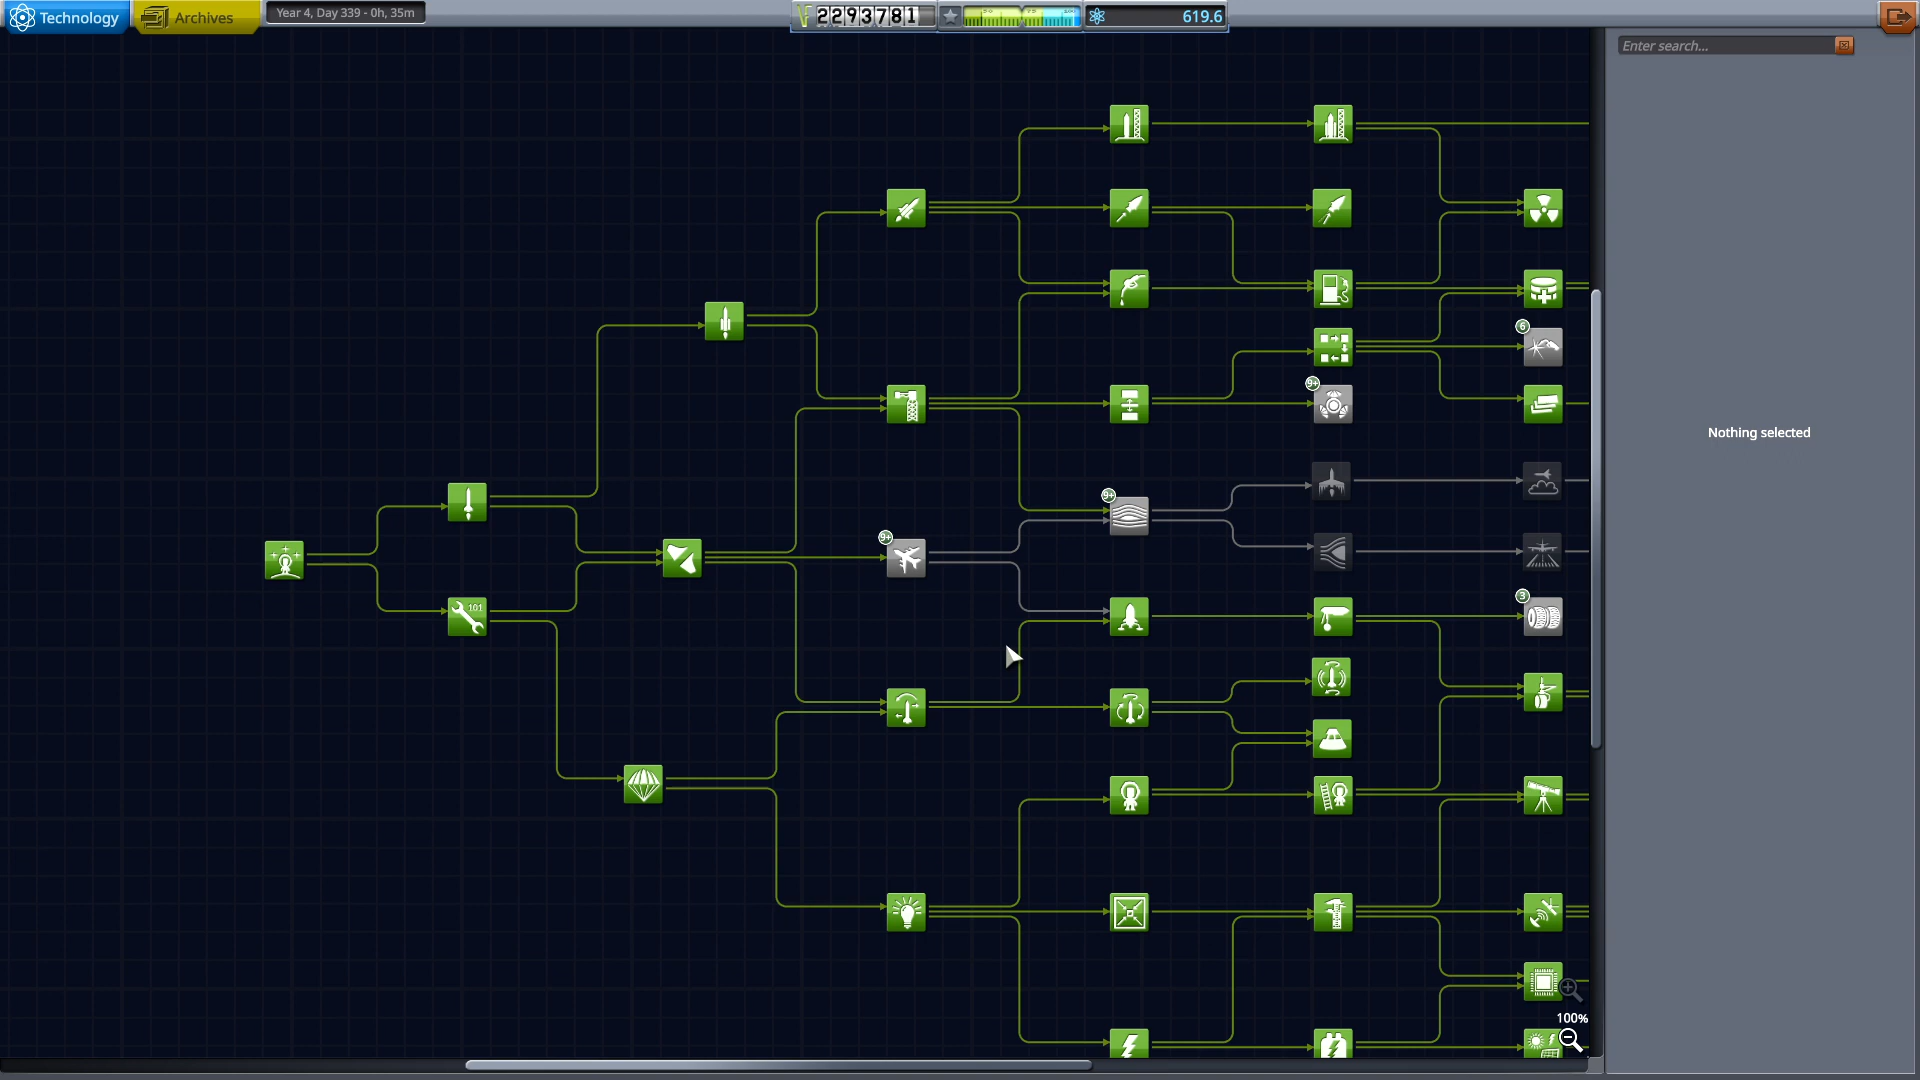 Technology
Archives
Year 4, Day 339 - 0h, 35m
2293781
619.6
Enter search...
6
9+
9+
9+
Nothing selected
3
101
100%